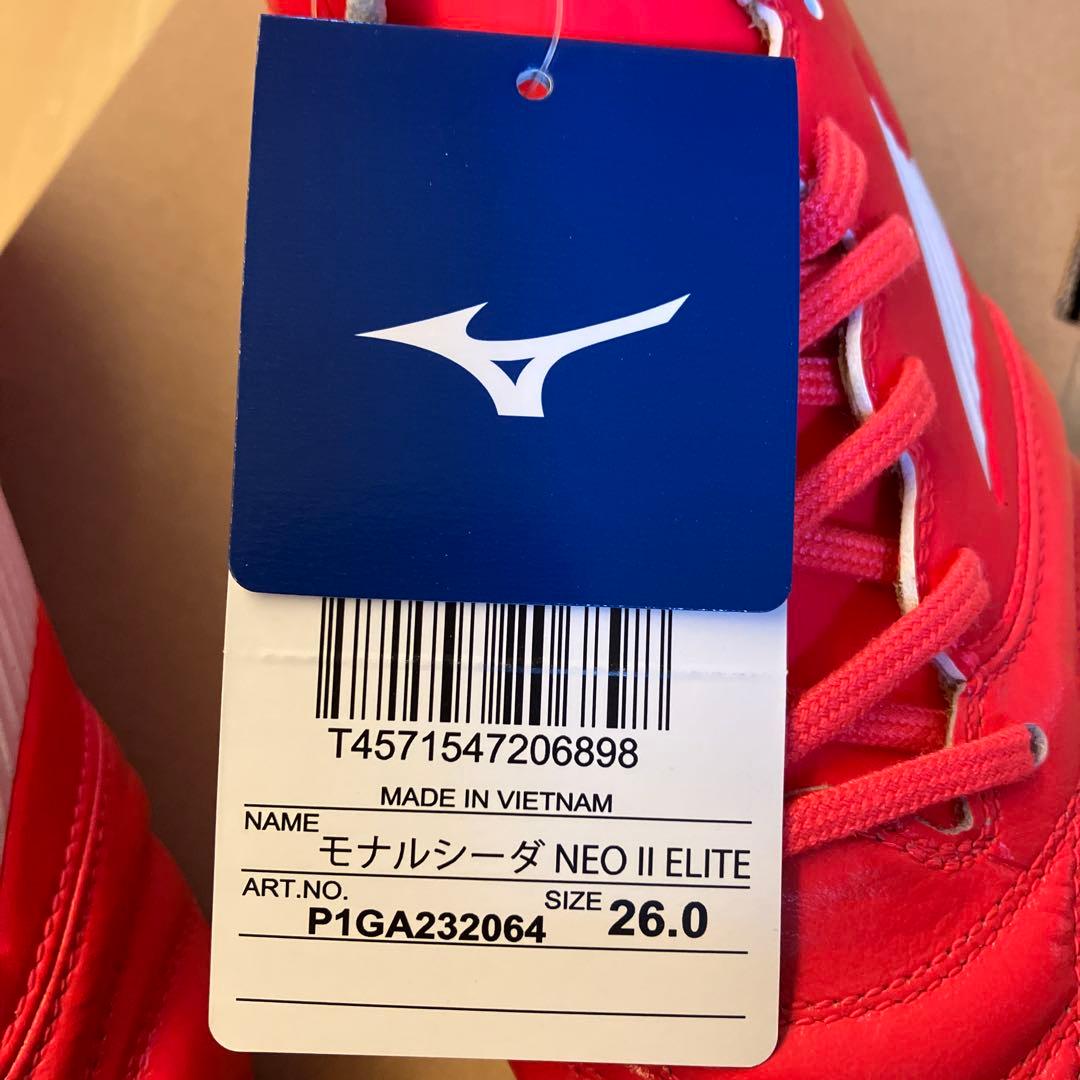 T4571547206898
MADE IN VIETNAM
NAME モナルシーダ NEO II ELITE
ART.NO. P1GA232064 SIZE 26.0